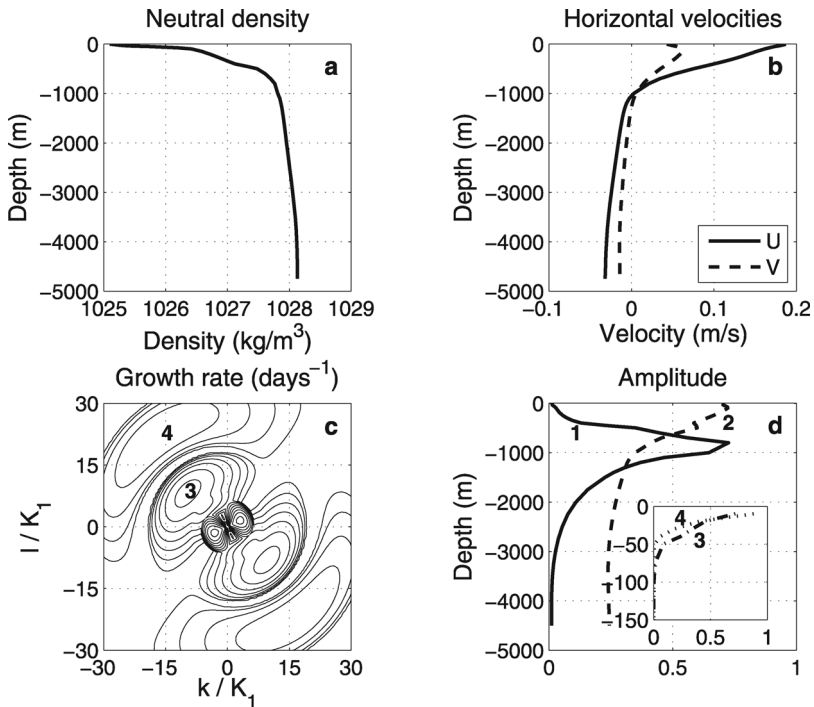 Neutral density
a
0
−1000
−2000
−3000
−4000
−5000
Depth (m)
1025 1026 1027 1028 1029
Density (kg/m³)
Horizontal velocities
b
0
−1000
−2000
−3000
−4000
−5000
Depth (m)
U
V
−0.1 0 0.1 0.2
Velocity (m/s)
Growth rate (days⁻¹)
c
30
15
0
−15
−30
l / K₁
4
3
−30 −15 0 15 30
k / K₁
Amplitude
d
0
−1000
−2000
−3000
−4000
−5000
Depth (m)
1
2
0
−50
−100
−150
4
3
0 0.5 1
0 0.5 1